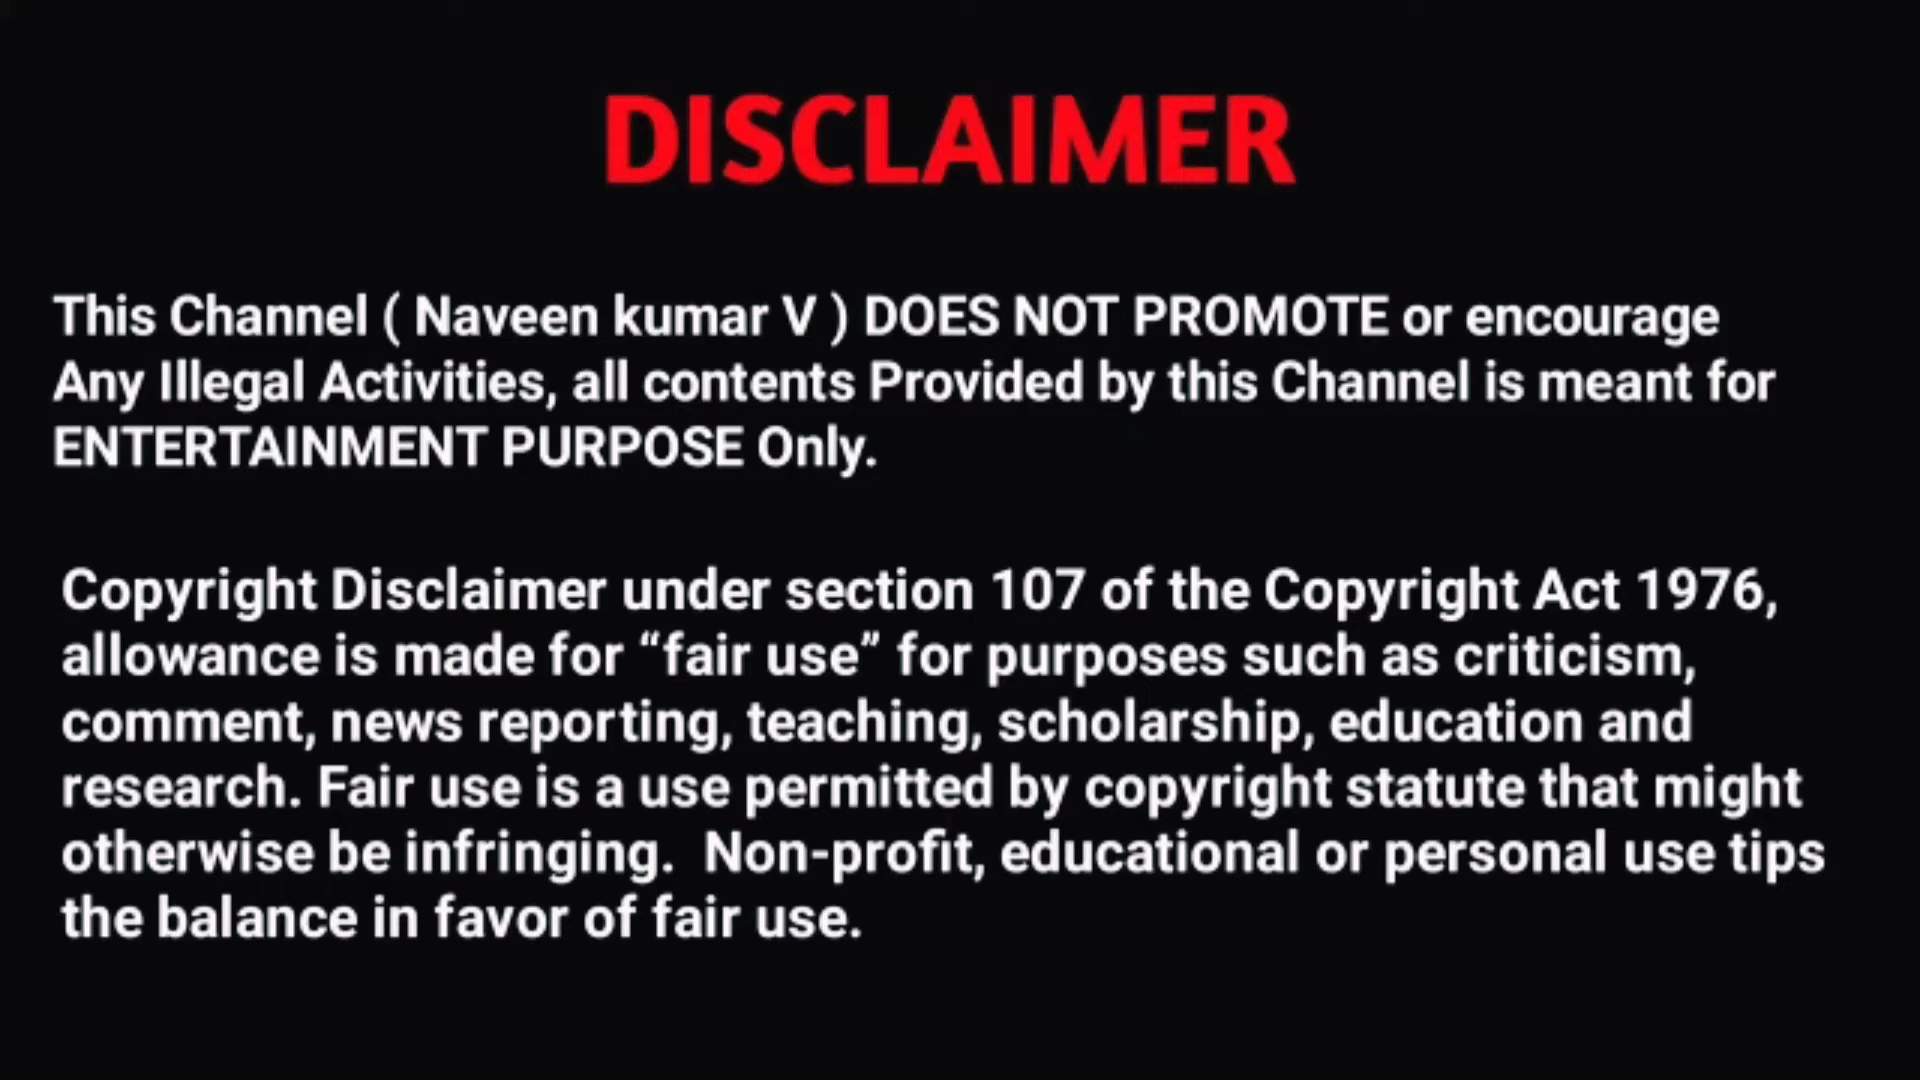 DISCLAIMER
This Channel ( Naveen kumar V ) DOES NOT PROMOTE or encourage
Any Illegal Activities, all contents Provided by this Channel is meant for
ENTERTAINMENT PURPOSE Only.
Copyright Disclaimer under section 107 of the Copyright Act 1976,
allowance is made for “fair use” for purposes such as criticism,
comment, news reporting, teaching, scholarship, education and
research. Fair use is a use permitted by copyright statute that might
otherwise be infringing.  Non-profit, educational or personal use tips
the balance in favor of fair use.